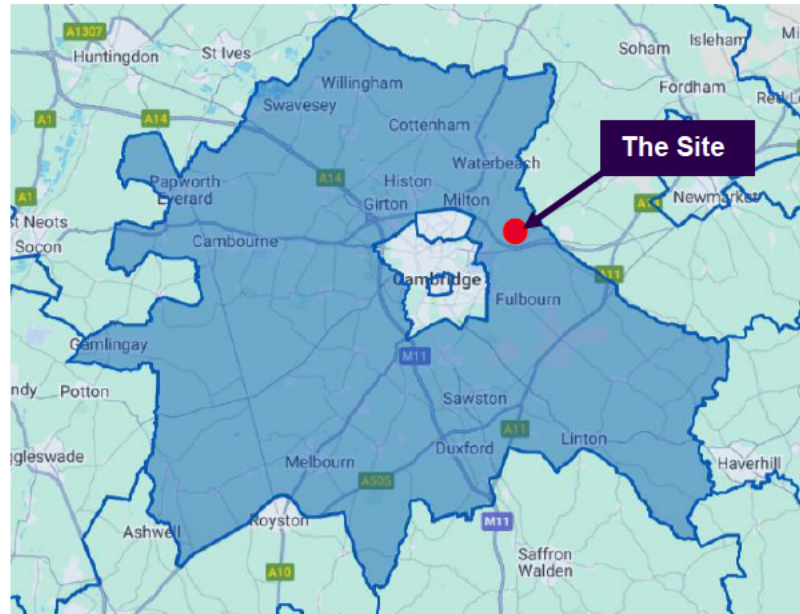 A1307
St Ives
Huntingdon
Soham
Isleham
Fordham
Willingham
Swavesey
A14
A1
Cottenham
The Site
Waterbeach
A14
Histon
Papworth
Everard
Girton
Milton
Newmarket
A1
St Neots
Socon
Cambourne
Cambridge
A11
Fulbourn
Gamlingay
M11
Potton
Sawston
A11
Duxford
Linton
Melbourn
A505
Haverhill
Royston
M11
Ashwell
Saffron
Walden
A10